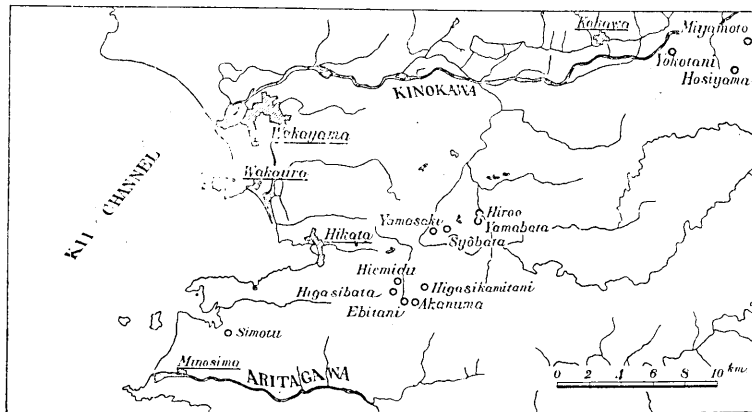 Kokawa
Miyamoto
Yokotani
Hosiyama
KINOKAWA
Wakayama
Wakaura
KII CHANNEL
Hiroo
Yamabata
Yamasaki
Syôbata
Hikata
Hiemidu
Higasikamitani
Higasibata
Akanuma
Ebitani
Simotu
Minosima
ARITAGAWA
0 2 4 6 8 10 km